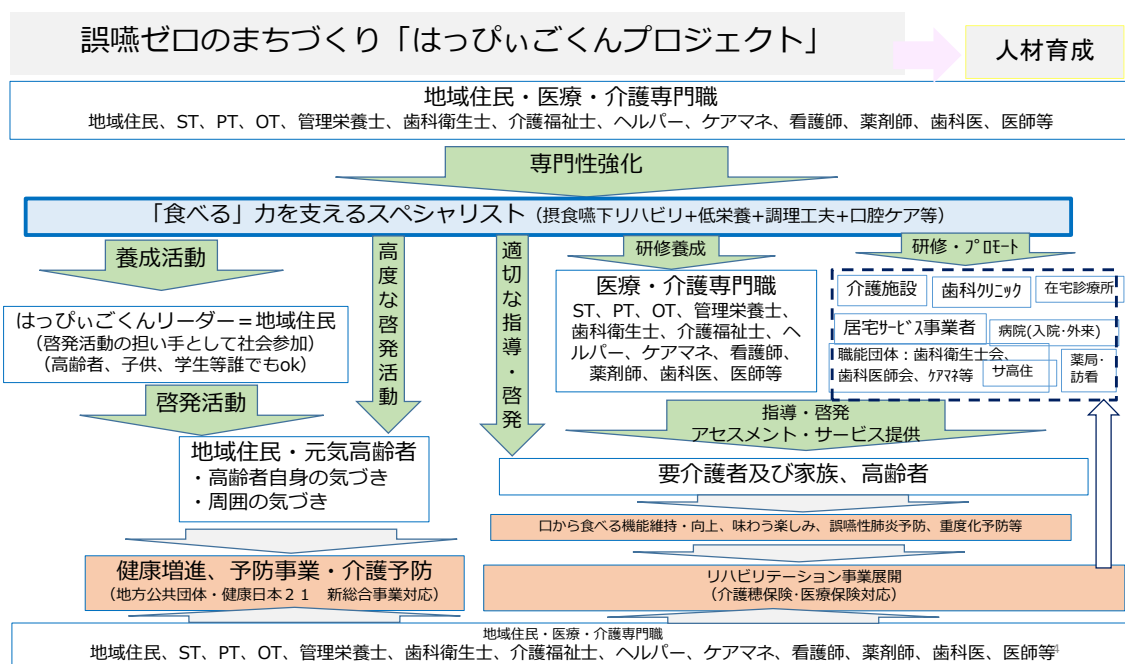 誤嚥ゼロのまちづくり「はっぴぃごくんプロジェクト」
人材育成
地域住民・医療・介護専門職
地域住民、ST、PT、OT、管理栄養士、歯科衛生士、介護福祉士、ヘルパー、ケアマネ、看護師、薬剤師、歯科医、医師等
専門性強化
「食べる」力を支えるスペシャリスト（摂食嚥下リハビリ+低栄養+調理工夫+口腔ケア等）
養成活動
高度な啓発活動
適切な指導・啓発
研修養成
研修・ﾌﾟﾛﾓｰﾄ
はっぴぃごくんリーダー＝地域住民
（啓発活動の担い手として社会参加）
（高齢者、子供、学生等誰でもok）
医療・介護専門職
ST、PT、OT、管理栄養士、
歯科衛生士、介護福祉士、ヘ
ルパー、ケアマネ、看護師、
薬剤師、歯科医、医師等
介護施設
歯科ｸﾘﾆｯｸ
在宅診療所
居宅ｻｰﾋﾞｽ事業者
病院(入院･外来)
職能団体：歯科衛生士会、
歯科医師会、ｹｱﾏﾈ等
サ高住
薬局･
訪看
啓発活動
指導・啓発
アセスメント・サービス提供
地域住民・元気高齢者
・高齢者自身の気づき
・周囲の気づき
要介護者及び家族、高齢者
口から食べる機能維持・向上、味わう楽しみ、誤嚥性肺炎予防、重度化予防等
健康増進、予防事業・介護予防
（地方公共団体・健康日本２１　新総合事業対応）
リハビリテーション事業展開
（介護穂保険･医療保険対応）
地域住民・医療・介護専門職
地域住民、ST、PT、OT、管理栄養士、歯科衛生士、介護福祉士、ヘルパー、ケアマネ、看護師、薬剤師、歯科医、医師等